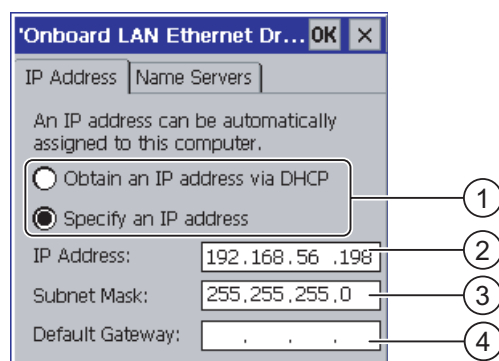 'Onboard LAN Ethernet Dr... OK ×
IP Address Name Servers
An IP address can be automatically
assigned to this computer.
Obtain an IP address via DHCP
Specify an IP address
1
IP Address: 192.168.56 .198
2
Subnet Mask: 255.255.255.0
3
Default Gateway: . . .
4